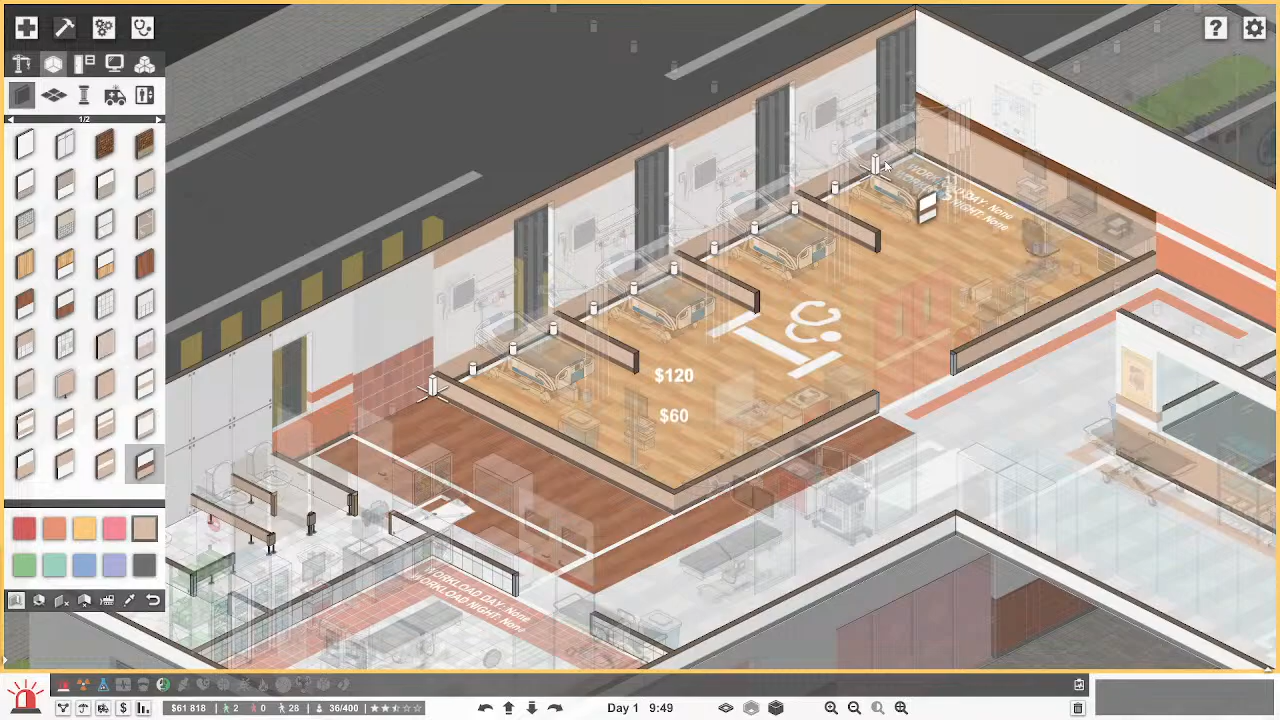 ?
1/2
WORKLOAD DAY: None
WORKLOAD NIGHT: None
$120
$60
WORKLOAD DAY: None
WORKLOAD NIGHT: None
$61 818
2
0
28
36/400
Day 1 9:49